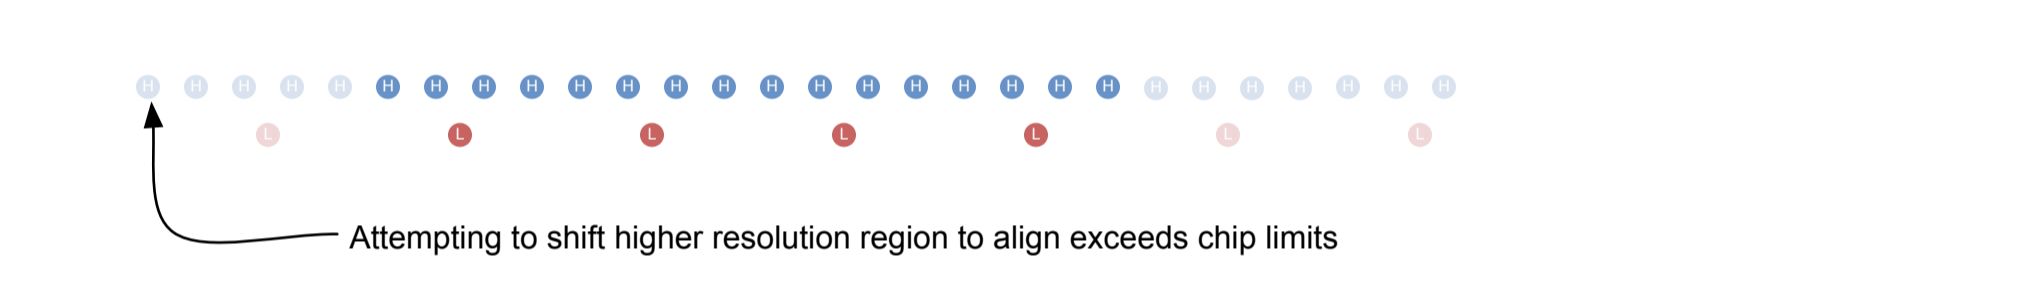 H H H H H H H H H H H H H H H H H H H H H H H H H H H H
L L L L L L L
Attempting to shift higher resolution region to align exceeds chip limits